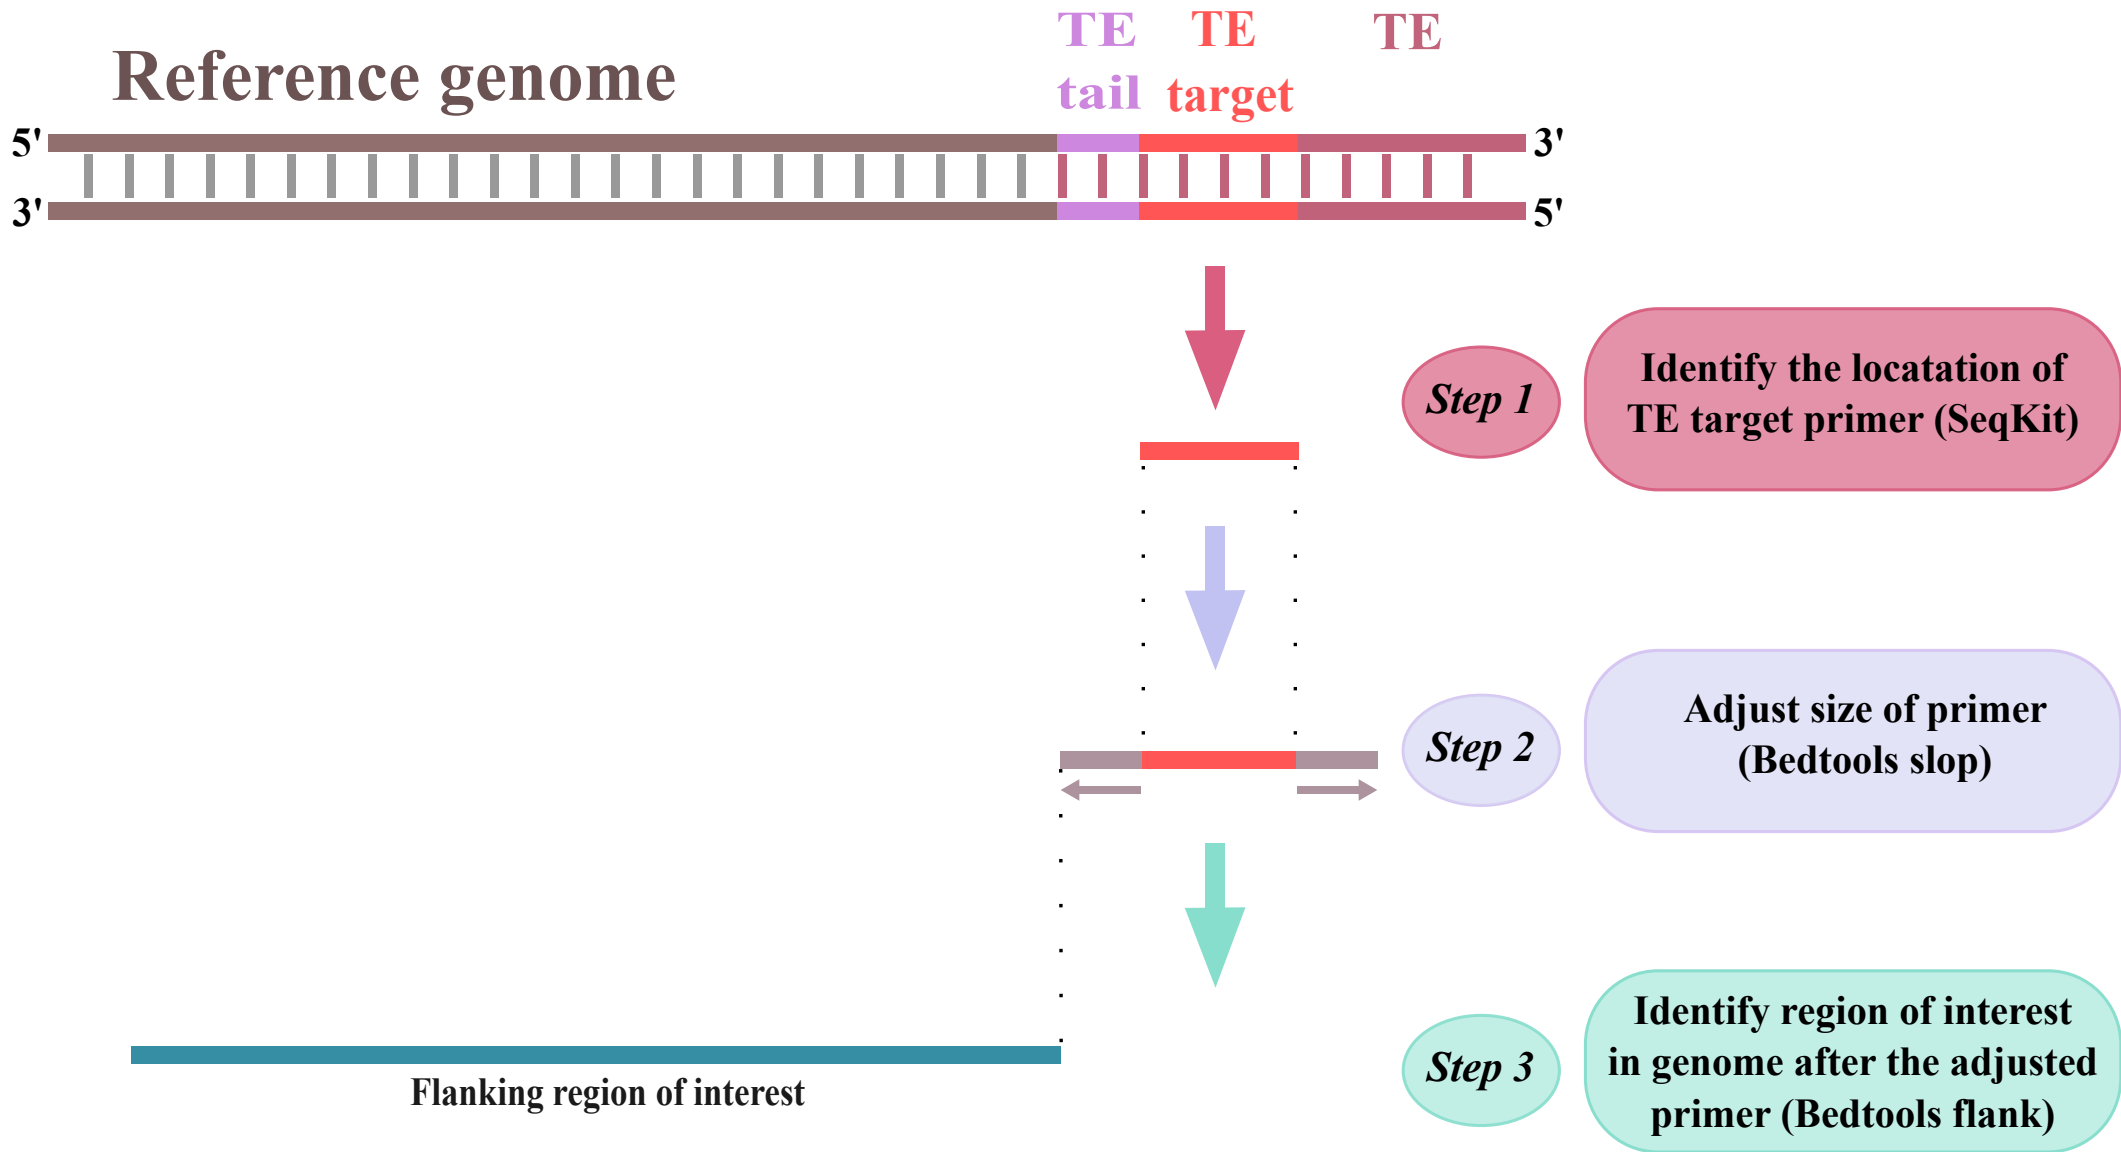 Reference genome
TE
tail
TE
target
TE
5'
3'
3'
5'
Step 1
Identify the locatation of
TE target primer (SeqKit)
Step 2
Adjust size of primer
(Bedtools slop)
Step 3
Identify region of interest
in genome after the adjusted
primer (Bedtools flank)
Flanking region of interest